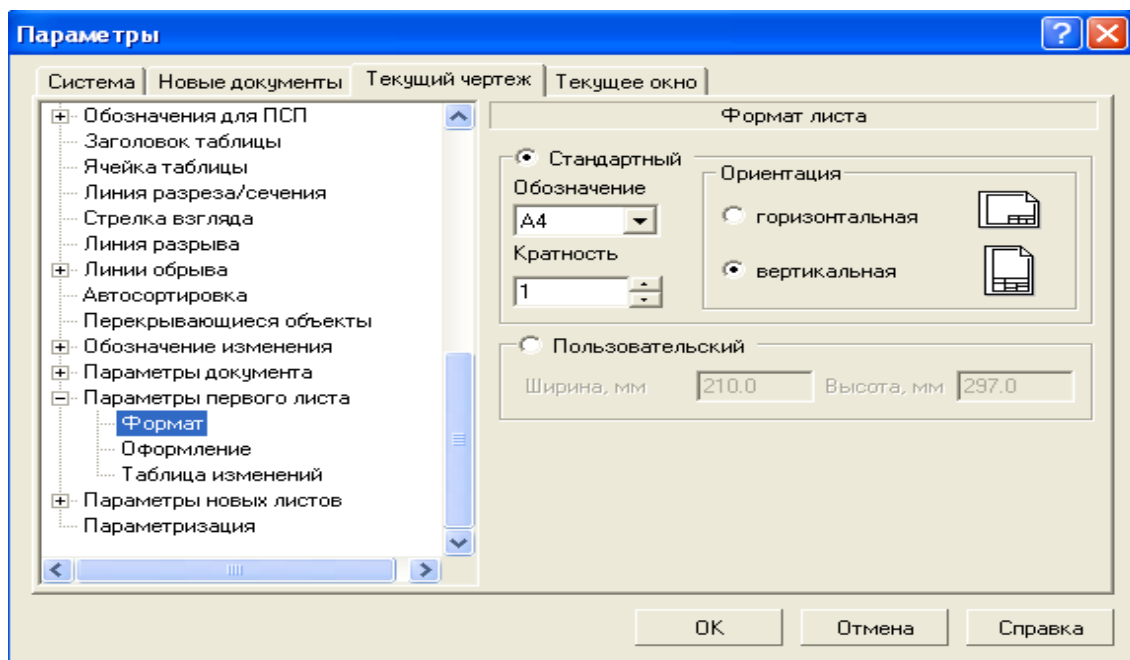 Параметры
Система Новые документы Текущий чертеж Текущее окно
Обозначения для ПСП
Заголовок таблицы
Ячейка таблицы
Линия разреза/сечения
Стрелка взгляда
Линия разрыва
Линии обрыва
Автосортировка
Перекрывающиеся объекты
Обозначение изменения
Параметры документа
Параметры первого листа
Формат
Оформление
Таблица изменений
Параметры новых листов
Параметризация
Формат листа
Стандартный
Обозначение
A4
Кратность
1
Ориентация
горизонтальная
вертикальная
Пользовательский
Ширина, мм 210.0 Высота, мм 297.0
OK Отмена Справка